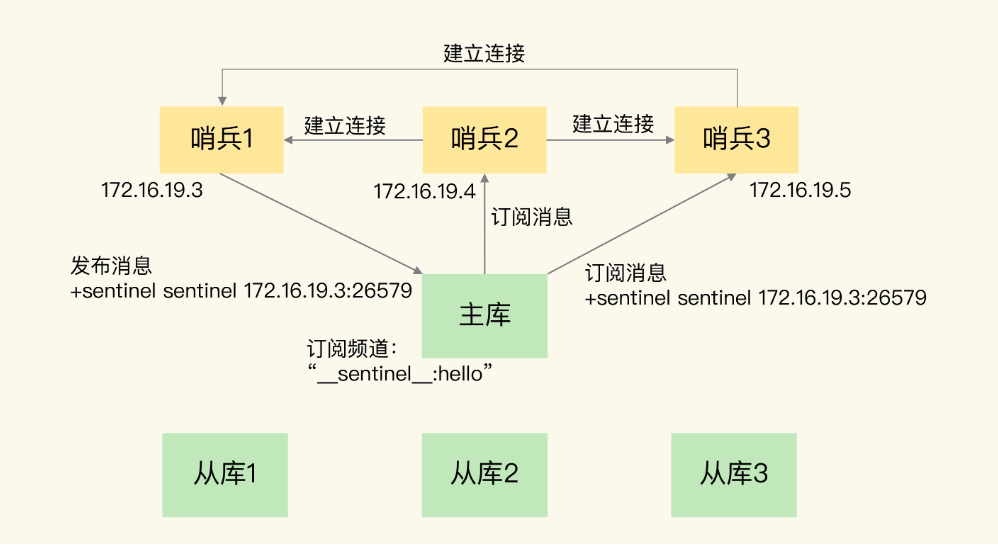 建立连接
哨兵1
建立连接
哨兵2
建立连接
哨兵3
172.16.19.3
172.16.19.4
172.16.19.5
订阅消息
发布消息
+sentinel sentinel 172.16.19.3:26579
订阅消息
+sentinel sentinel 172.16.19.3:26579
主库
订阅频道：
“__sentinel__:hello”
从库1
从库2
从库3